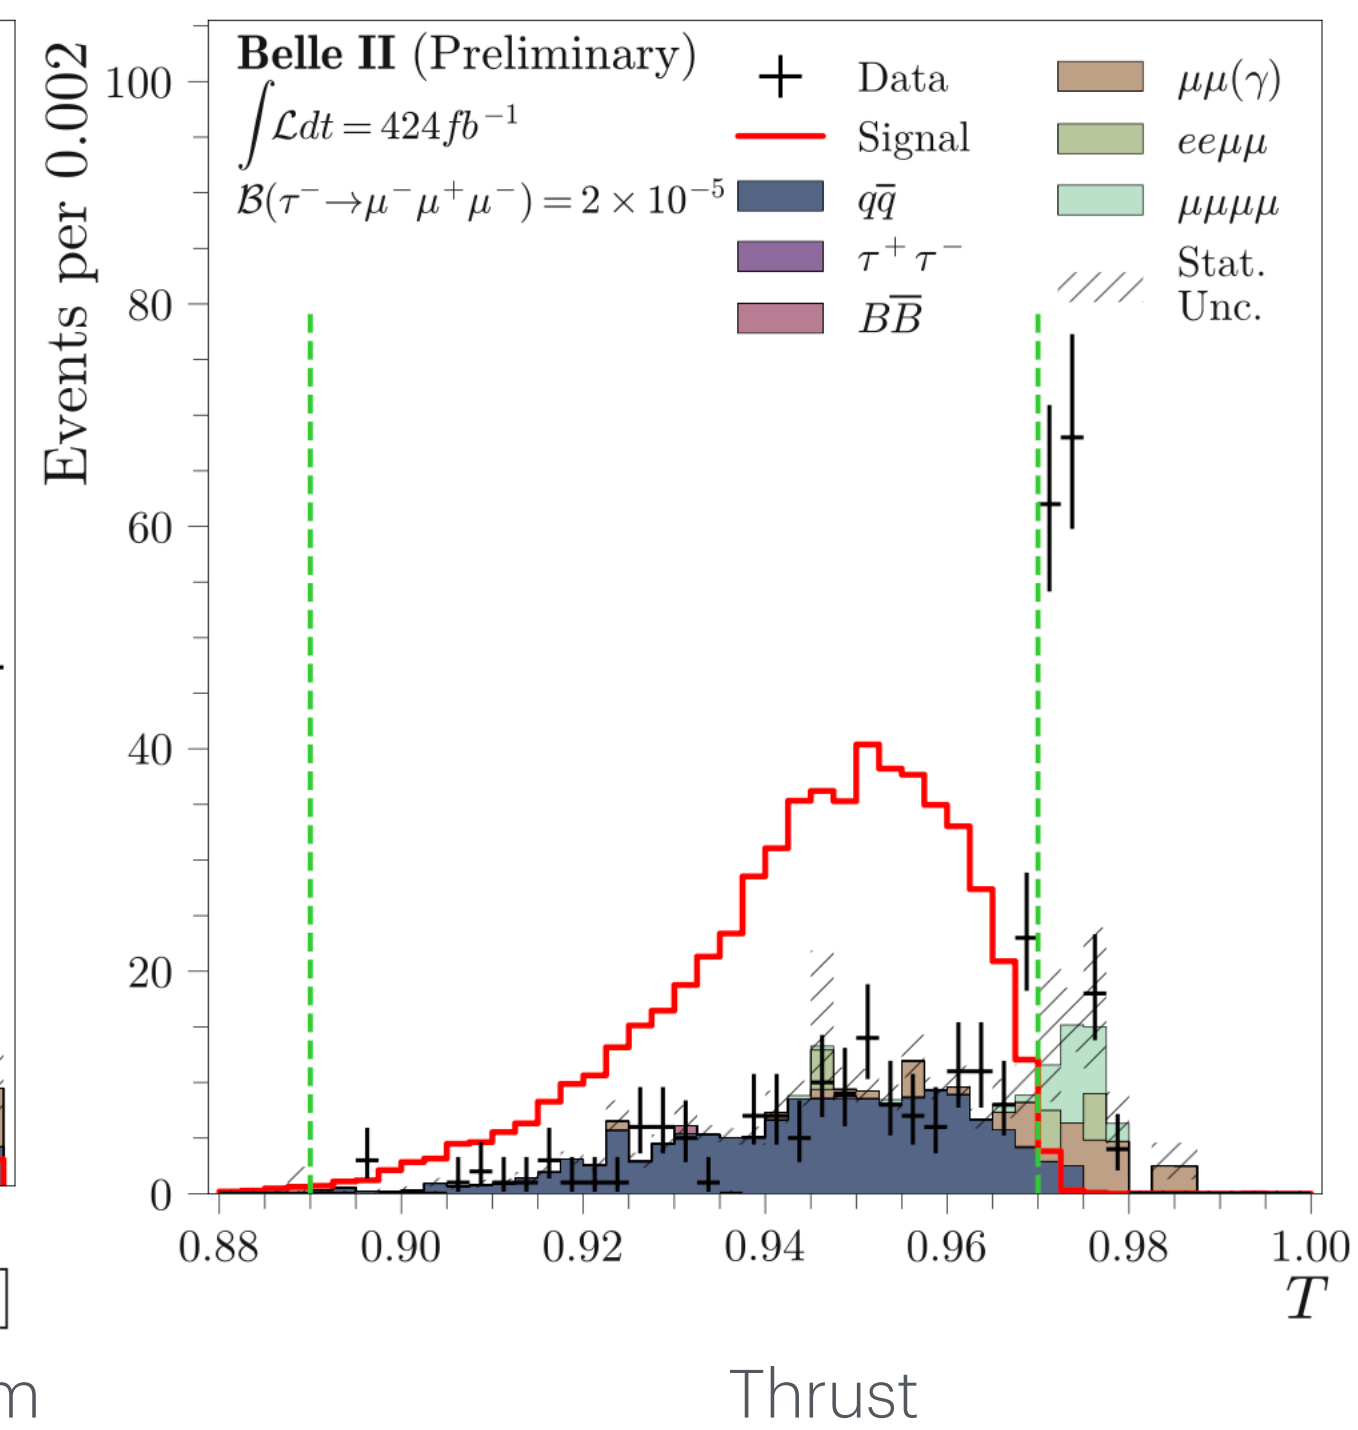 Belle II (Preliminary)
∫ℒdt = 424 fb⁻¹
ℬ(τ⁻→μ⁻μ⁺μ⁻) = 2 × 10⁻⁵
Data
Signal
qq̅
τ⁺τ⁻
BB̅
μμ(γ)
eeμμ
μμμμ
Stat.
Unc.
Events per 0.002
100
80
60
40
20
0
0.88 0.90 0.92 0.94 0.96 0.98 1.00
T
m
Thrust